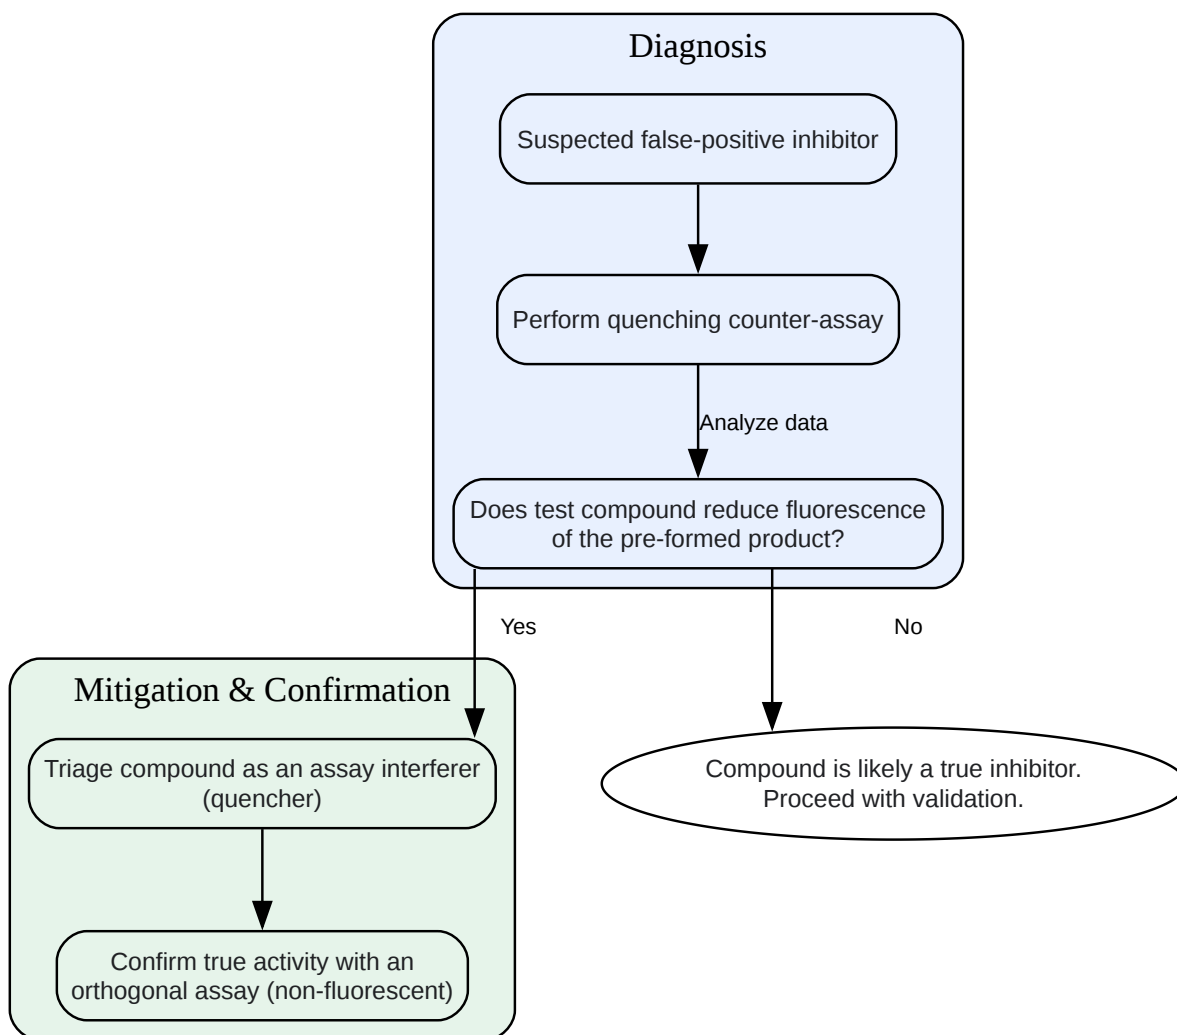 Diagnosis
Suspected false-positive inhibitor
Perform quenching counter-assay
Analyze data
Does test compound reduce fluorescence
of the pre-formed product?
Yes
No
Mitigation & Confirmation
Triage compound as an assay interferer
(quencher)
Compound is likely a true inhibitor.
Proceed with validation.
Confirm true activity with an
orthogonal assay (non-fluorescent)